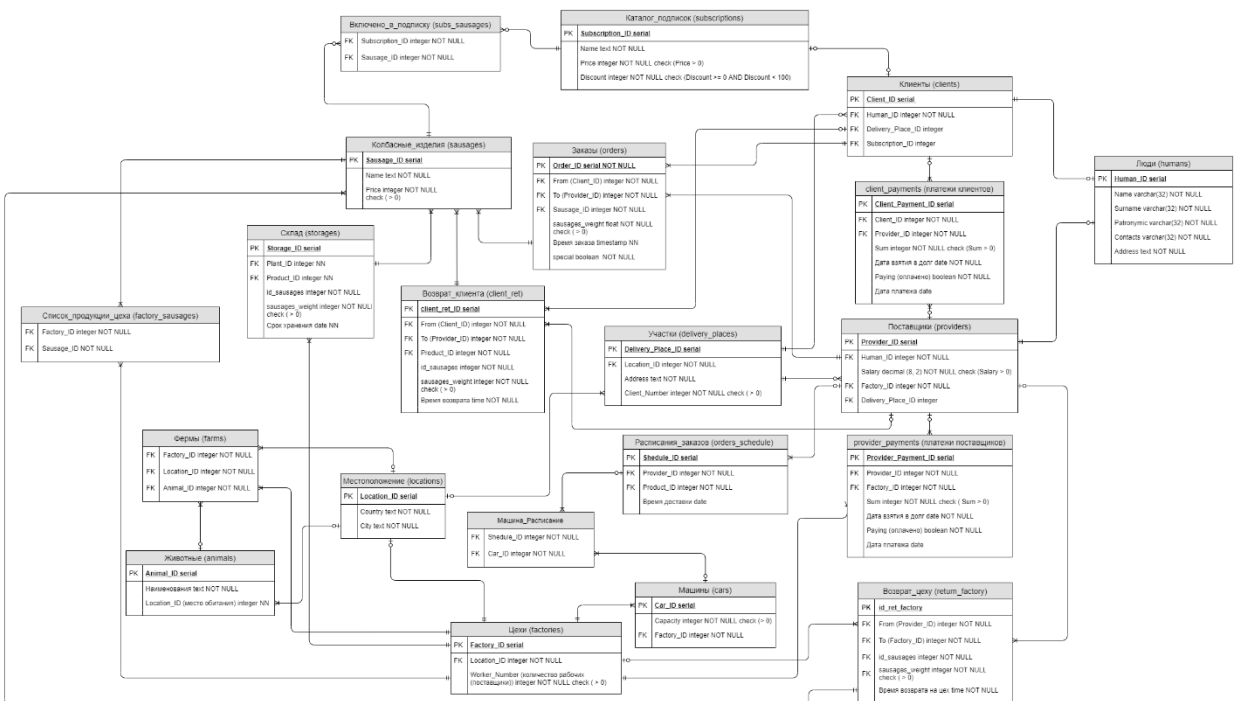 Включено_в_подписку (subs_sausages)
FK Subscription_ID integer NOT NULL
FK Sausage_ID integer NOT NULL
Каталог_подписок (subscriptions)
PK Subscription_ID serial
Name text NOT NULL
Price integer NOT NULL check (Price > 0)
Discount integer NOT NULL check (Discount >= 0 AND Discount < 100)
Клиенты (clients)
PK Client_ID serial
FK Human_ID integer NOT NULL
FK Delivery_Place_ID integer
FK Subscription_ID integer
Колбасные_изделия (sausages)
PK Sausage_ID serial
Name text NOT NULL
Price integer NOT NULL
check ( > 0)
Заказы (orders)
PK Order_ID serial NOT NULL
FK From (Client_ID) integer NOT NULL
FK To (Provider_ID) integer NOT NULL
FK Sausage_ID integer NOT NULL
sausages_weight float NOT NULL
check ( > 0)
Время заказа timestamp NN
special boolean NOT NULL
Люди (humans)
PK Human_ID serial
Name varchar(32) NOT NULL
Surname varchar(32) NOT NULL
Patronymic varchar(32) NOT NULL
Contacts varchar(32) NOT NULL
Address text NOT NULL
client_payments (платежи клиентов)
PK Client_Payment_ID serial
FK Client_ID integer NOT NULL
FK Provider_ID integer NOT NULL
Sum integer NOT NULL check (Sum > 0)
Дата взятия в долг date NOT NULL
Paying (оплачено) boolean NOT NULL
Дата платежа date
Склад (storages)
PK Storage_ID serial
FK Plant_ID integer NN
FK Product_ID integer NN
id_sausages integer NOT NULL
sausages_weight integer NOT NULL
check ( > 0)
Срок хранения date NN
Список_продукции_цеха (factory_sausages)
FK Factory_ID integer NOT NULL
FK Sausage_ID NOT NULL
Возврат_клиента (client_ret)
PK client_ret_ID serial
FK From (Client_ID) integer NOT NULL
FK To (Provider_ID) integer NOT NULL
FK Product_ID integer NOT NULL
id_sausages integer NOT NULL
sausages_weight integer NOT NULL
check ( > 0)
Время возврата time NOT NULL
Участки (delivery_places)
PK Delivery_Place_ID serial
FK Location_ID integer NOT NULL
Address text NOT NULL
Client_Number integer NOT NULL check ( > 0)
Поставщики (providers)
PK Provider_ID serial
FK Human_ID integer NOT NULL
Salary decimal (8, 2) NOT NULL check (Salary > 0)
FK Factory_ID integer NOT NULL
FK Delivery_Place_ID integer
Фермы (farms)
FK Factory_ID integer NOT NULL
FK Location_ID integer NOT NULL
FK Animal_ID integer NOT NULL
Местоположение (locations)
PK Location_ID serial
Country text NOT NULL
City text NOT NULL
Расписания_заказов (orders_schedule)
PK Shedule_ID serial
FK Provider_ID integer NOT NULL
FK Product_ID integer NOT NULL
Время доставки date
provider_payments (платежи поставщиков)
PK Provider_Payment_ID serial
FK Provider_ID integer NOT NULL
FK Factory_ID integer NOT NULL
Sum integer NOT NULL check ( Sum > 0)
Дата взятия в долг date NOT NULL
Paying (оплачено) boolean NOT NULL
Дата платежа date
Машина_Расписание
FK Shedule_ID integer NOT NULL
FK Car_ID integer NOT NULL
Животные (animals)
PK Animal_ID serial
Наименования text NOT NULL
Location_ID (место обитания) integer NN
Машины (cars)
PK Car_ID serial
Capacity integer NOT NULL check (> 0)
FK Factory_ID integer NOT NULL
Цехи (factories)
PK Factory_ID serial
FK Location_ID integer NOT NULL
Worker_Number (количество рабочих
(поставщики)) integer NOT NULL check ( > 0)
Возврат_цеху (return_factory)
PK id_ret_factory
FK From (Provider_ID) integer NOT NULL
FK To (Factory_ID) integer NOT NULL
FK id_sausages integer NOT NULL
FK sausages_weight integer NOT NULL
check ( > 0)
Время возврата на цех time NOT NULL